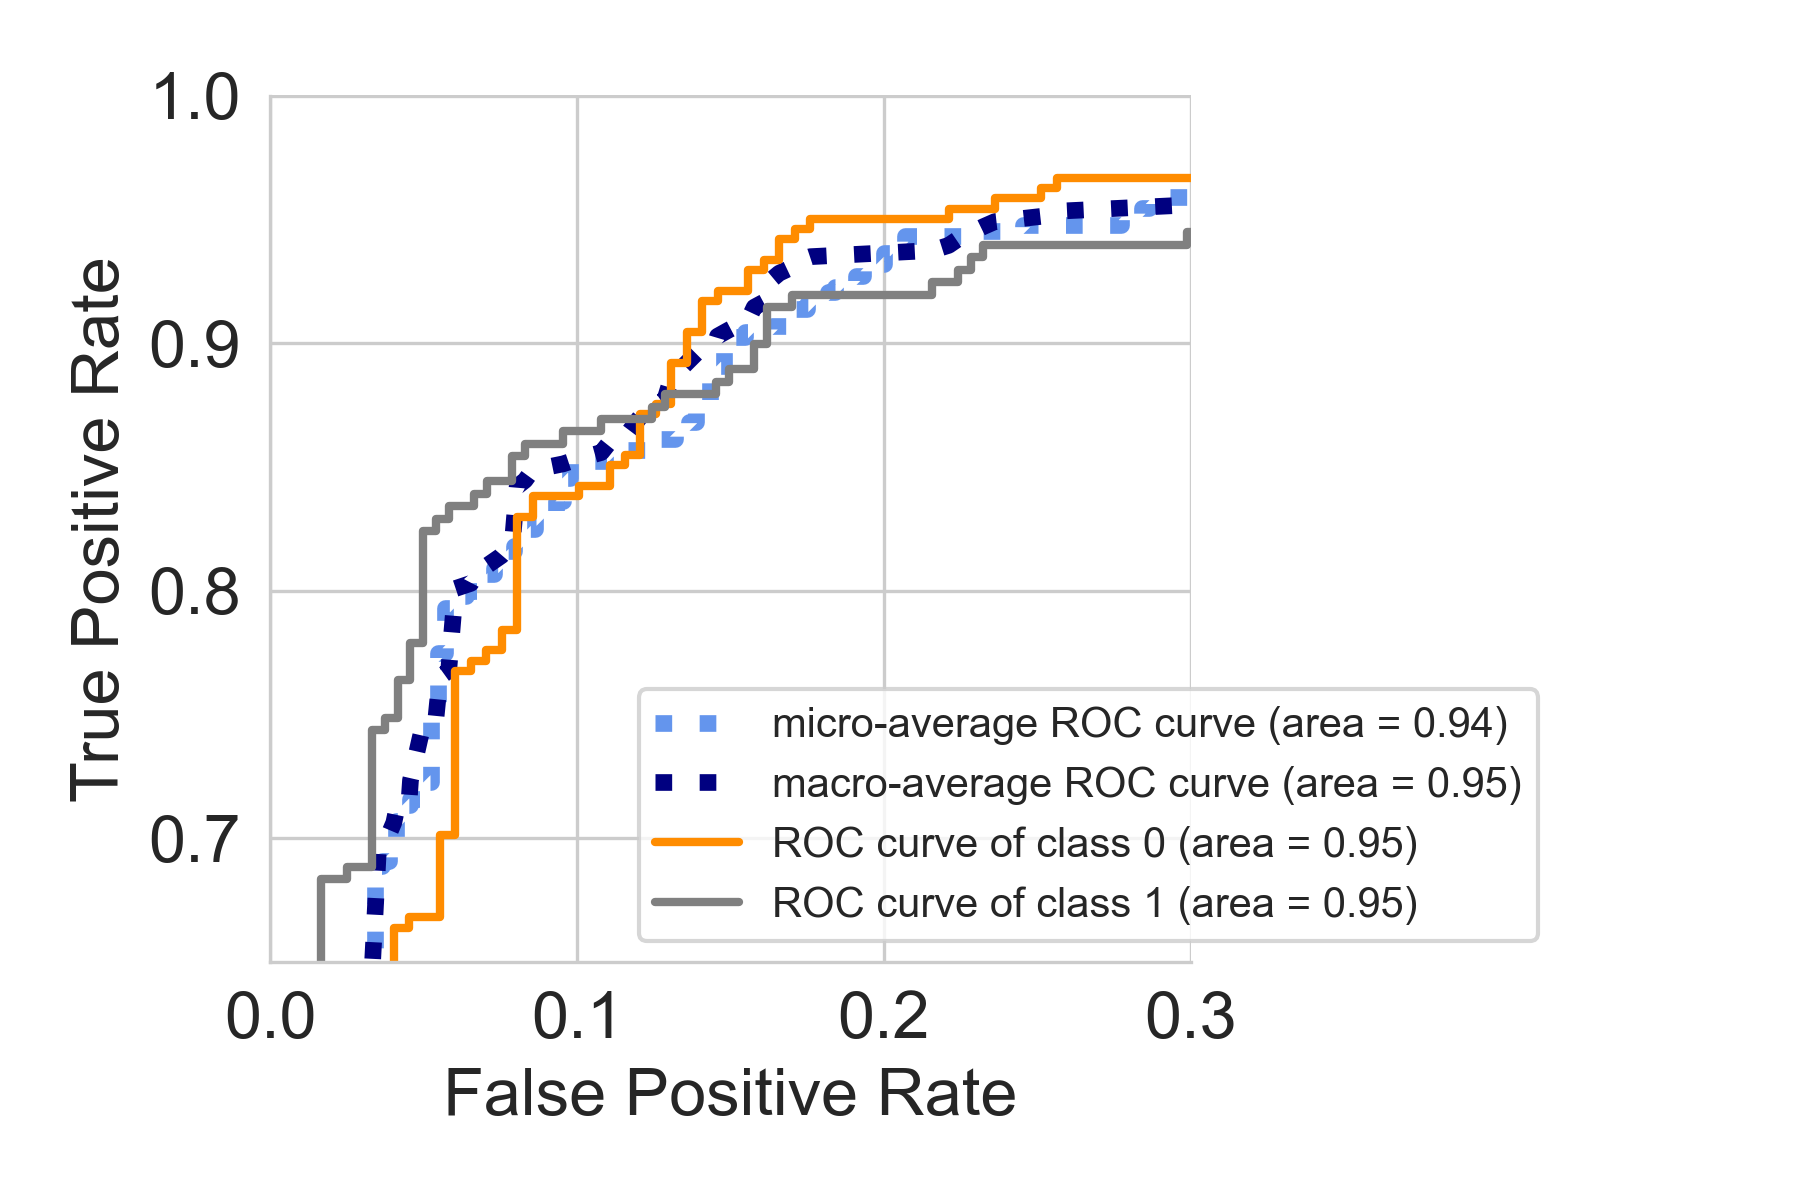 1.0
0.9
0.8
0.7
True Positive Rate
0.0 0.1 0.2 0.3
False Positive Rate
micro-average ROC curve (area = 0.94)
macro-average ROC curve (area = 0.95)
ROC curve of class 0 (area = 0.95)
ROC curve of class 1 (area = 0.95)